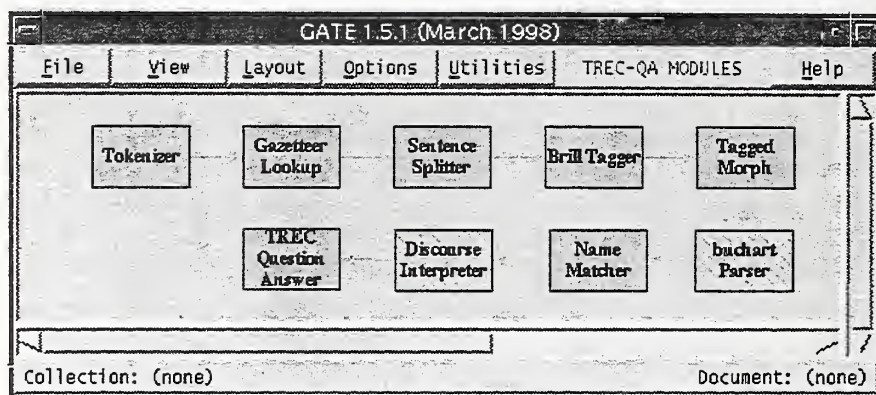 GATE 1.5.1 (March 1998)
File View Layout Options Utilities TREC-QA MODULES Help
Tokenizer
Gazetteer
Lookup
Sentence
Splitter
Brill Tagger
Tagged
Morph
TREC
Question
Answer
Discourse
Interpreter
Name
Matcher
buchart
Parser
Collection: (none) Document: (none)